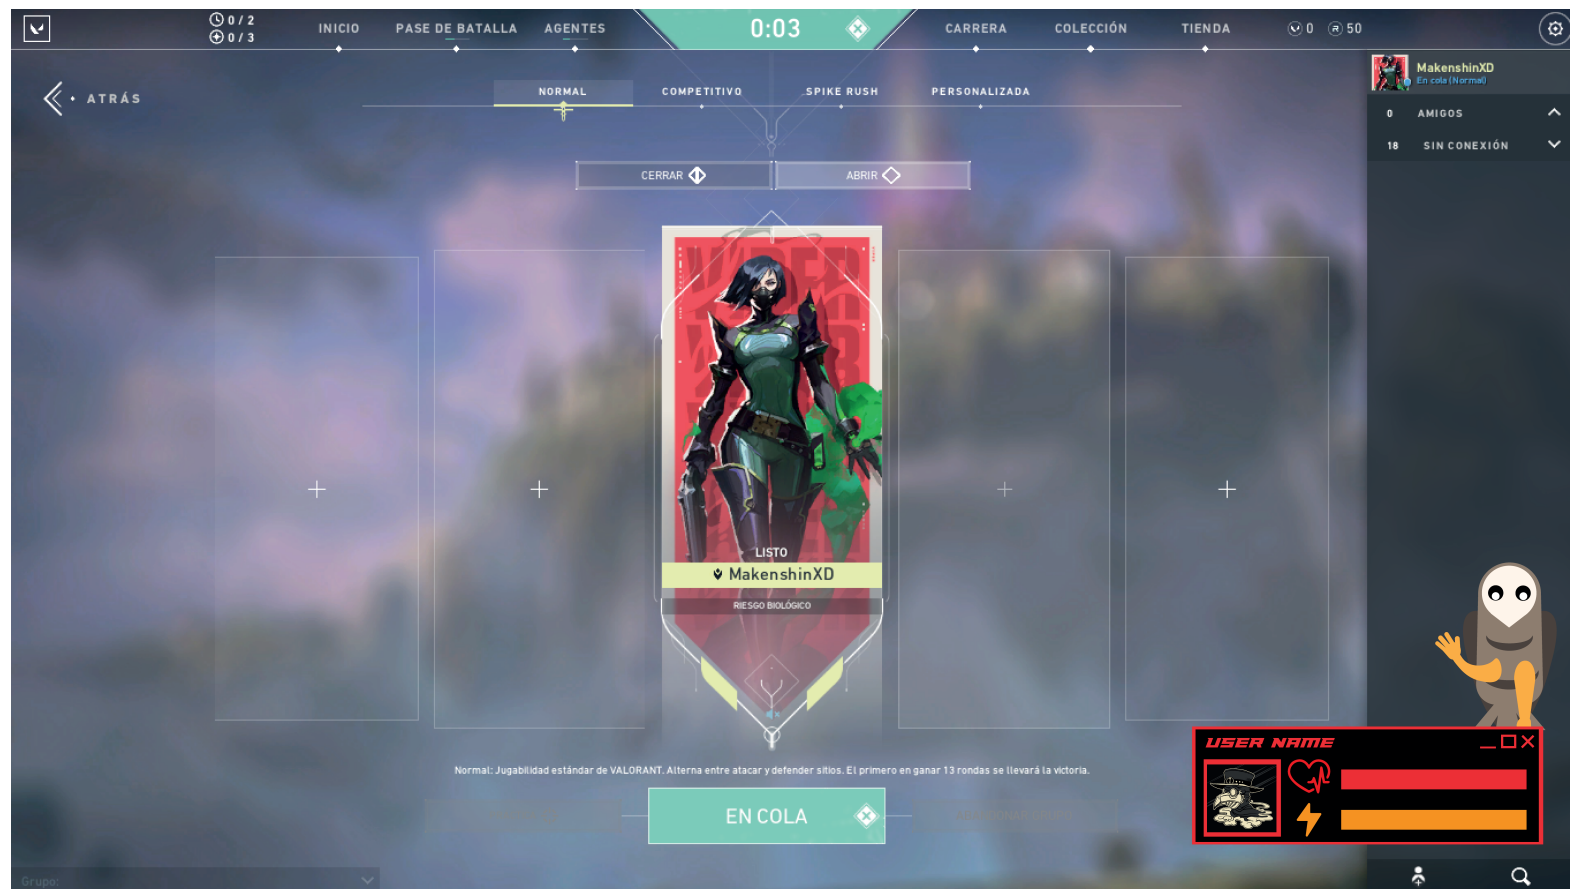 0 / 2
0 / 3
INICIO
PASE DE BATALLA
AGENTES
0:03
CARRERA
COLECCIÓN
TIENDA
0
50
MakenshinXD
En cola (Normal)
ATRÁS
NORMAL
COMPETITIVO
SPIKE RUSH
PERSONALIZADA
0 AMIGOS
18 SIN CONEXIÓN
CERRAR
ABRIR
VIPER
LISTO
MakenshinXD
RIESGO BIOLÓGICO
USER NAME
Normal: Jugabilidad estándar de VALORANT. Alterna entre atacar y defender sitios. El primero en ganar 13 rondas se llevará la victoria.
EN COLA
Grupo: